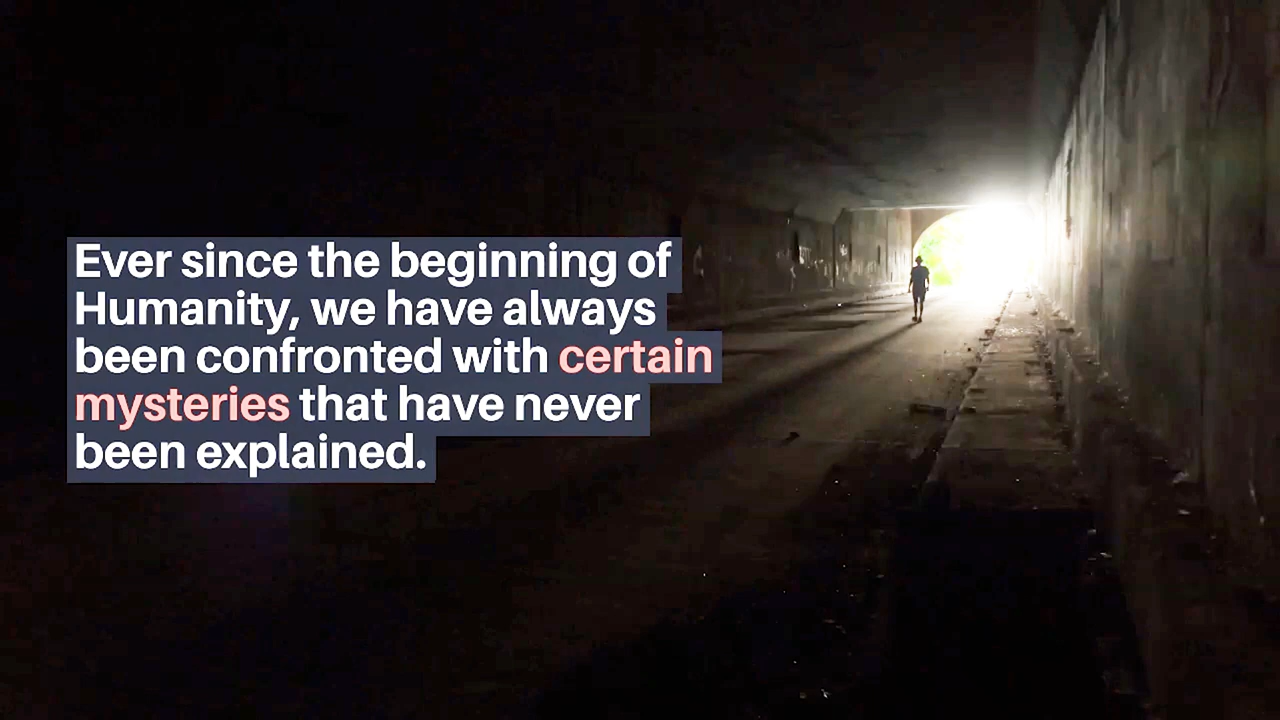 Ever since the beginning of
Humanity, we have always
been confronted with certain
mysteries that have never
been explained.